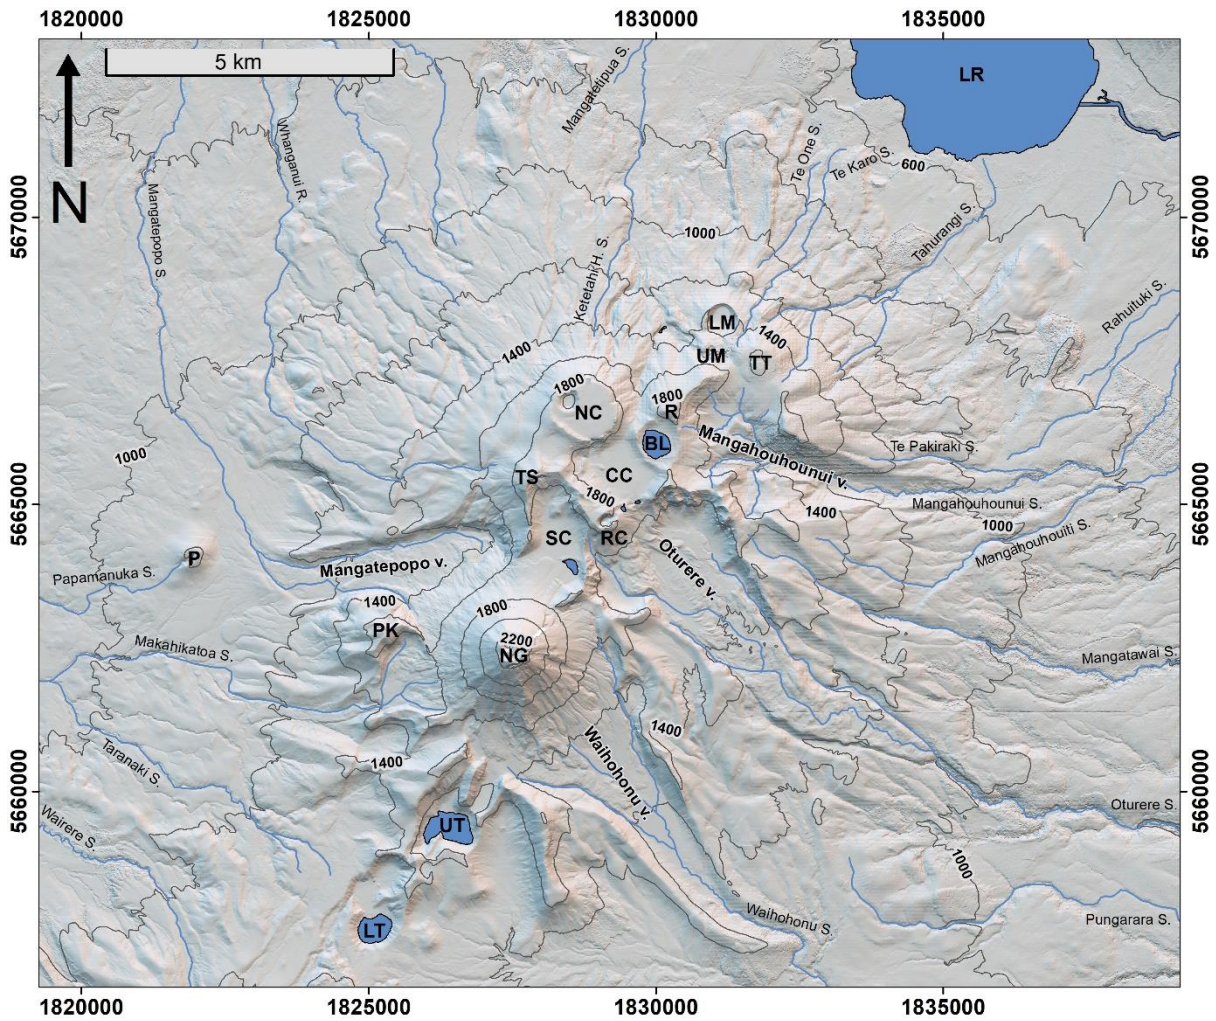 1820000 1825000 1830000 1835000
5 km
LR
N
Mangatetipua S.
Whanganui R.
Te One S.
Te Karo S.
600
5670000 5670000
Mangatepopo S.
Tahurangi S.
1000
Ketetahi H. S.
Rahuituki S.
LM
1400
UM
TT
1400
1800
NC
1800
R
BL
Mangahouhounui v.
Te Pakiraki S.
1000
TS
CC
1800
5665000 5665000
Mangahouhounui S.
1400
1000
SC
RC
Mangahouhouiti S.
P
Mangatepopo v.
Oturere v.
Papamanuka S.
1400
1800
PK
2200
NG
Makahikatoa S.
Mangatawai S.
1400
Waihohonu v.
Taranaki S.
1400
5660000 5660000
Oturere S.
Wairere S.
UT
1000
LT
Waihohonu S.
Pungarara S.
1820000 1825000 1830000 1835000